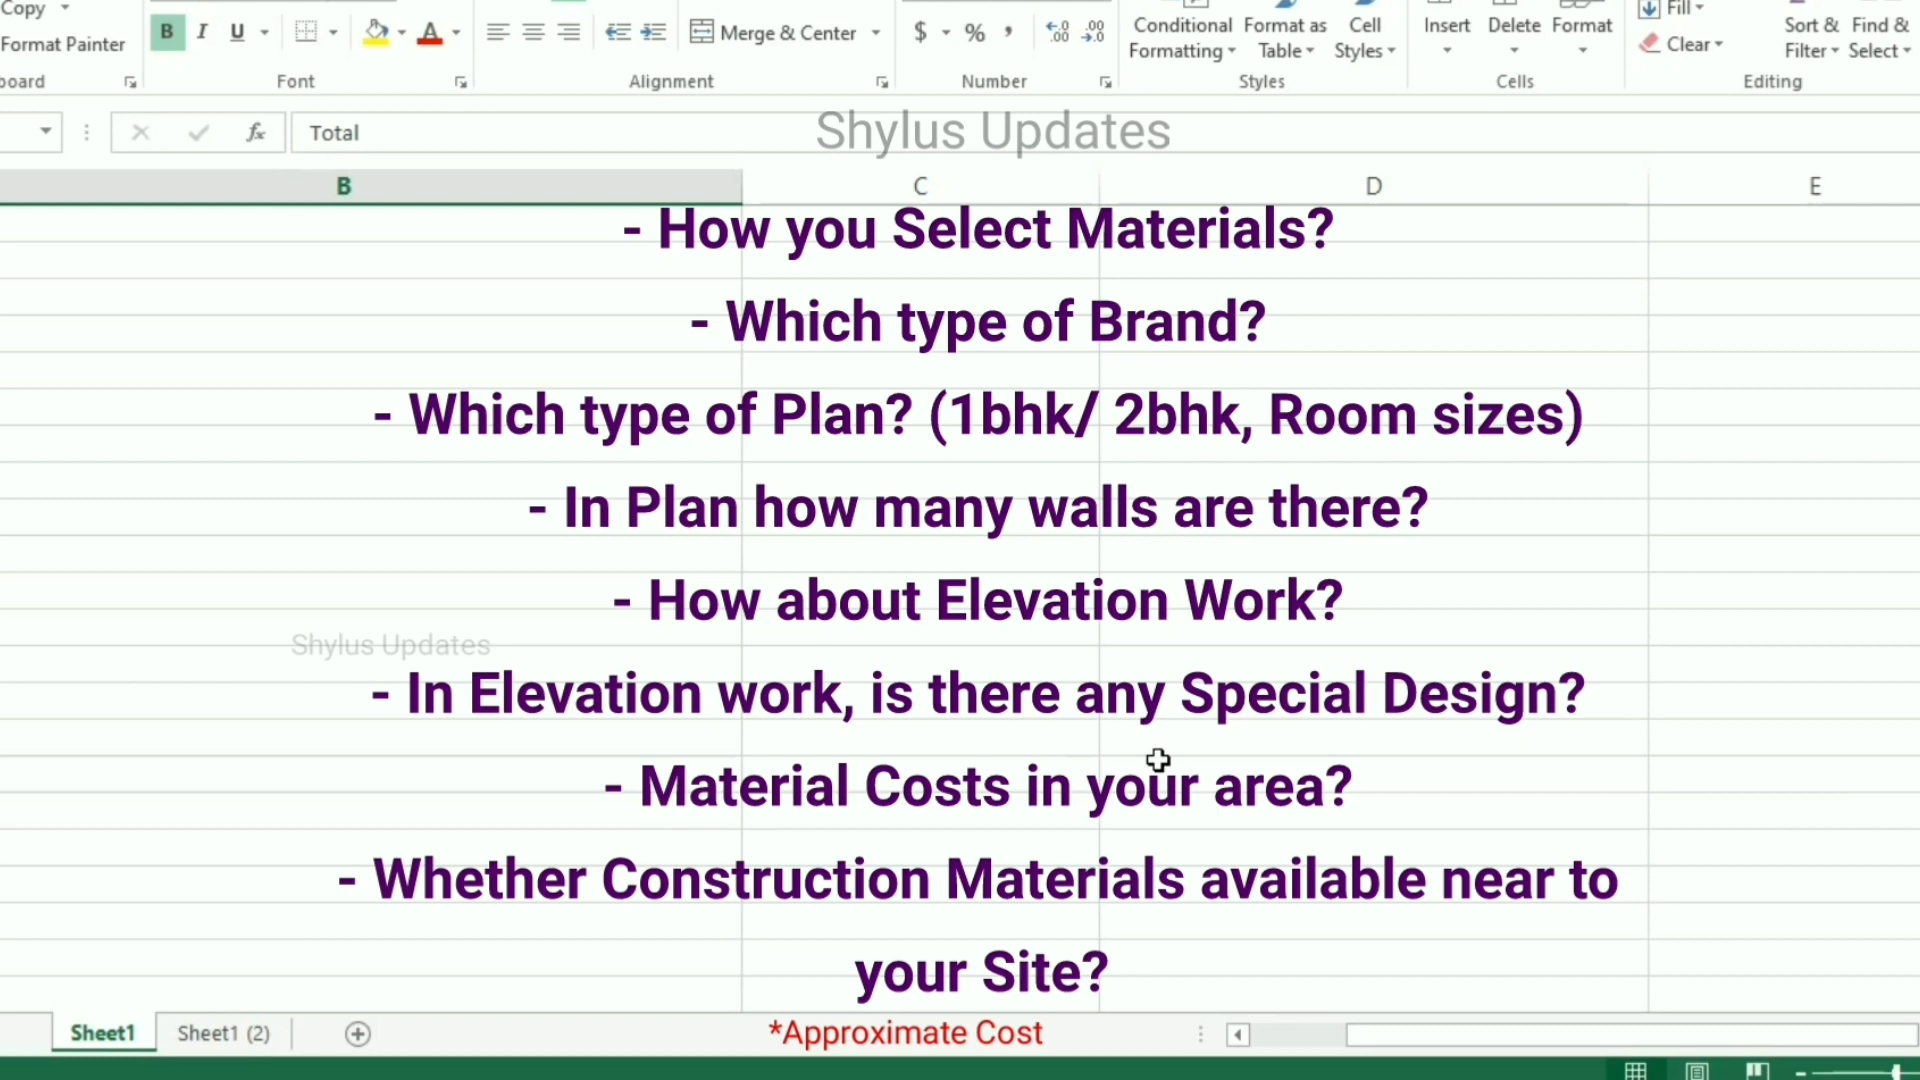 Copy
Format Painter
B I U
Merge & Center
$ % ,
Conditional Formatting
Format as Table
Cell Styles
Insert
Delete
Format
Fill
Clear
Sort & Filter
Find & Select
board
Font
Alignment
Number
Styles
Cells
Editing
fx
Total
Shylus Updates
B C D E
- How you Select Materials?
- Which type of Brand?
- Which type of Plan? (1bhk/ 2bhk, Room sizes)
- In Plan how many walls are there?
- How about Elevation Work?
Shylus Updates
- In Elevation work, is there any Special Design?
- Material Costs in your area?
- Whether Construction Materials available near to
your Site?
Sheet1 Sheet1 (2)
*Approximate Cost